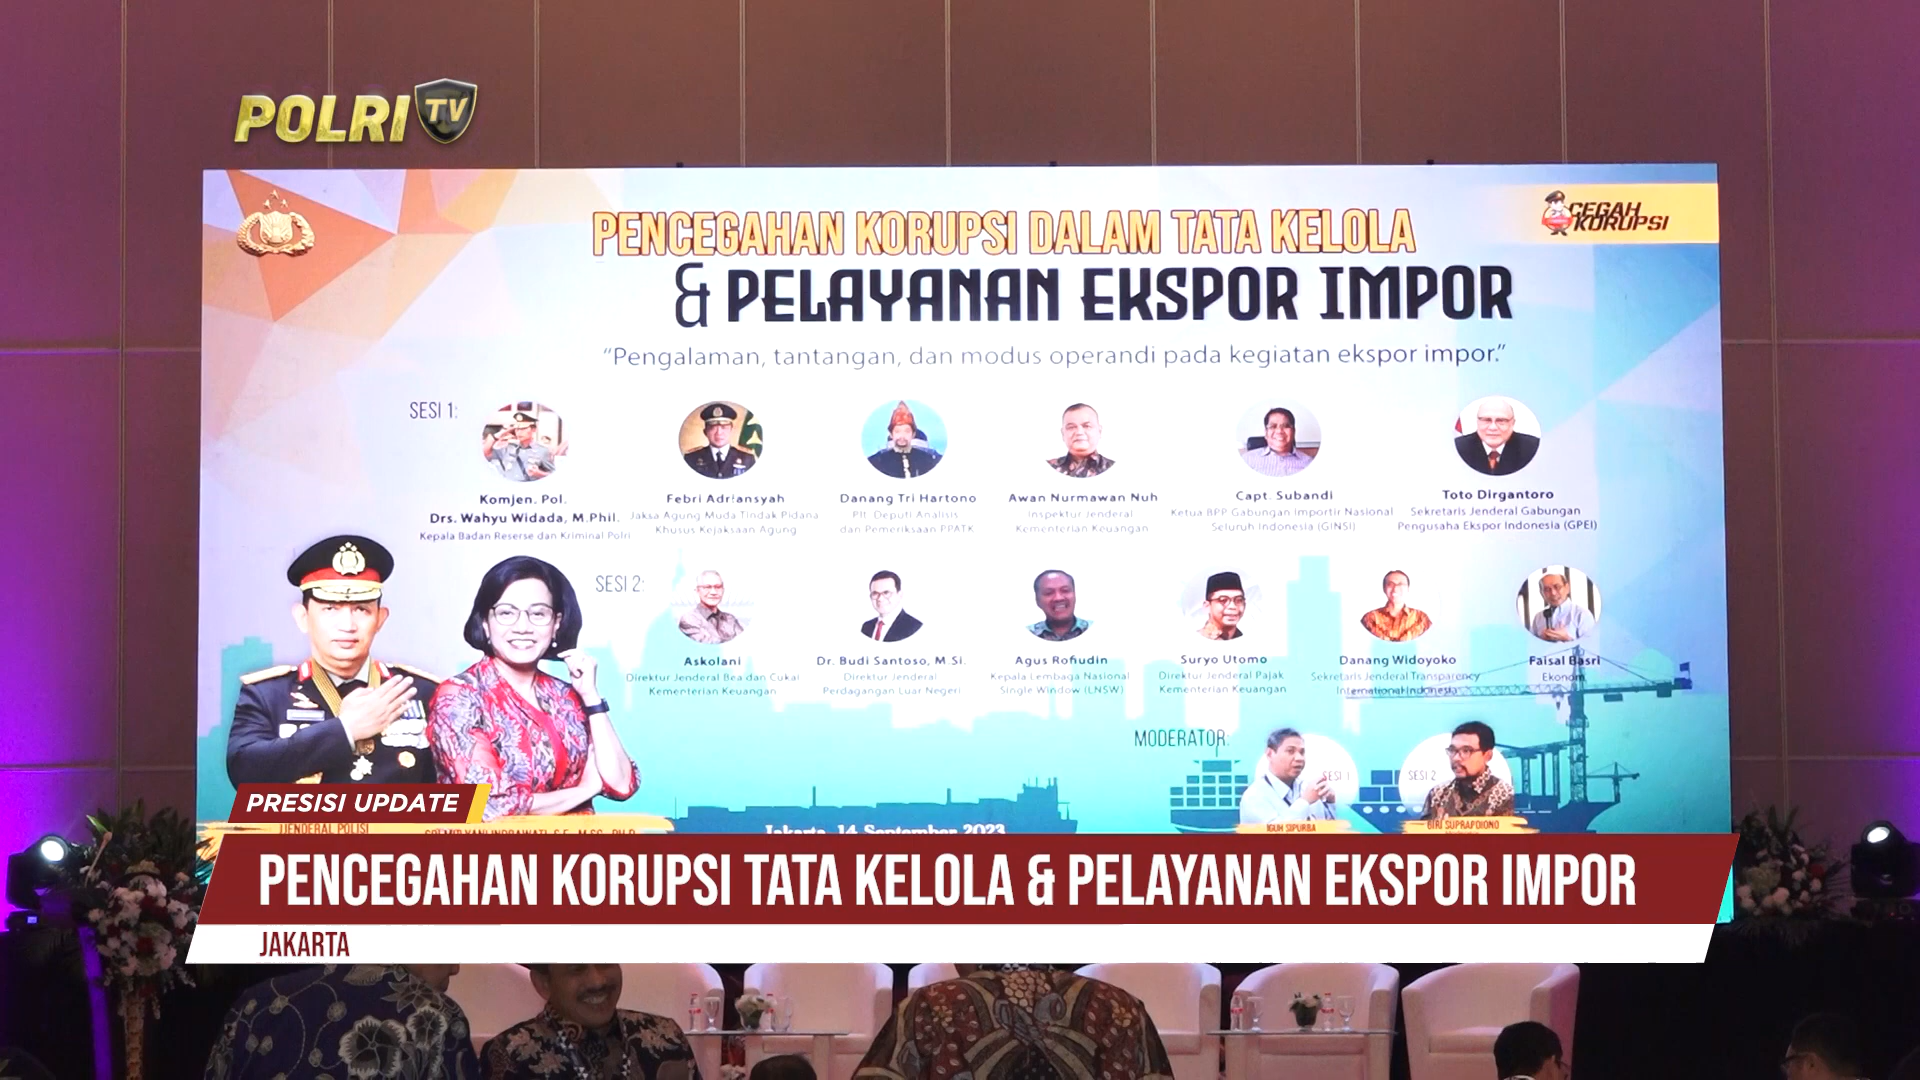 POLRI TV
CEGAH
KORUPSI
PENCEGAHAN KORUPSI DALAM TATA KELOLA
& PELAYANAN EKSPOR IMPOR
“Pengalaman, tantangan, dan modus operandi pada kegiatan ekspor impor.”
SESI 1:
Komjen. Pol.
Drs. Wahyu Widada, M.Phil.
Kepala Badan Reserse dan Kriminal Polri
Febri Adriansyah
Jaksa Agung Muda Tindak Pidana
Khusus Kejaksaan Agung
Danang Tri Hartono
Plt. Deputi Analisis
dan Pemeriksaan PPATK
Awan Nurmawan Nuh
Inspektur Jenderal
Kementerian Keuangan
Capt. Subandi
Ketua BPP Gabungan Importir Nasional
Seluruh Indonesia (GINSI)
Toto Dirgantoro
Sekretaris Jenderal Gabungan
Pengusaha Ekspor Indonesia (GPEI)
SESI 2:
Askolani
Direktur Jenderal Bea dan Cukai
Kementerian Keuangan
Dr. Budi Santoso, M.Si.
Direktur Jenderal
Perdagangan Luar Negeri
Agus Rofiudin
Kepala Lembaga Nasional
Single Window (LNSW)
Suryo Utomo
Direktur Jenderal Pajak
Kementerian Keuangan
Danang Widoyoko
Sekretaris Jenderal Transparency
International Indonesia
Faisal Basri
Ekonom
MODERATOR:
SESI 1
SESI 2
Jakarta, 14 September 2023
PRESISI UPDATE
PENCEGAHAN KORUPSI TATA KELOLA & PELAYANAN EKSPOR IMPOR
JAKARTA